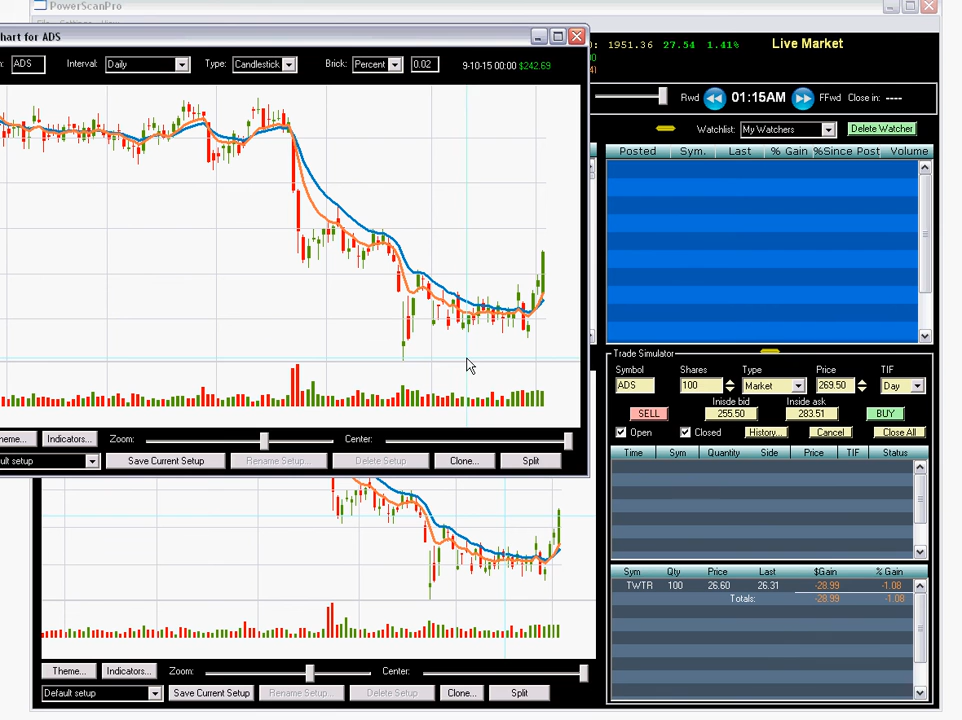 PowerScanPro
hart for ADS
ADS Interval: Daily Type: Candlestick Brick: Percent 0.02 9-10-15 00:00 $242.69
1951.36 27.54 1.41% Live Market
Rwd 01:15AM FFwd Close in: ----
Watchlist: My Watchers Delete Watcher
Posted Sym. Last % Gain %Since Post Volume
Trade Simulator
Symbol Shares Type Price TIF
ADS 100 Market 269.50 Day
Inisde bid Inside ask
SELL 255.50 283.51 BUY
Open Closed History... Cancel Close All
Time Sym Quantity Side Price TIF Status
Sym Qty Price Last $Gain % Gain
TWTR 100 26.60 26.31 -28.99 -1.08
Totals: -28.99 -1.08
heme... Indicators... Zoom: Center:
ult setup Save Current Setup Rename Setup... Delete Setup Clone... Split
Theme... Indicators... Zoom: Center:
Default setup Save Current Setup Rename Setup... Delete Setup Clone... Split